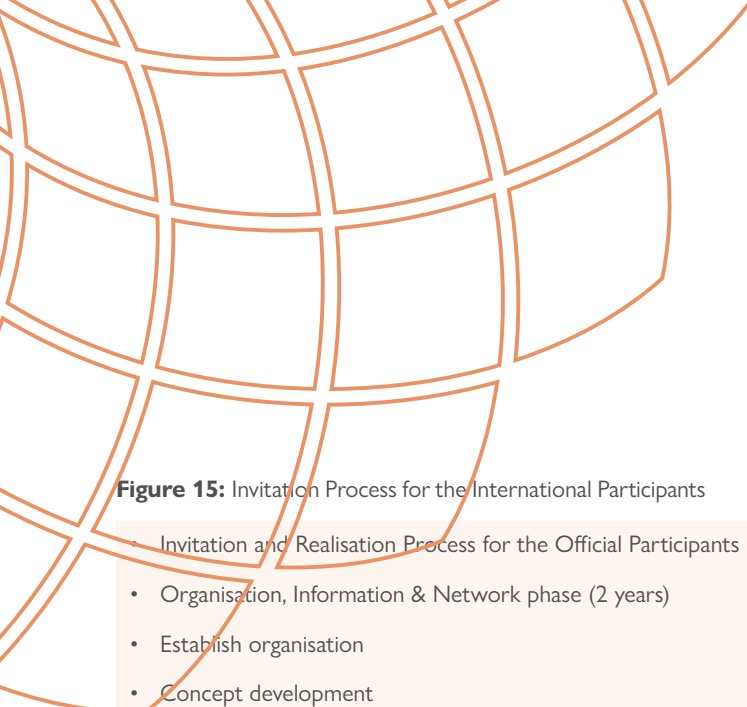 Figure 15: Invitation Process for the International Participants
• Invitation and Realisation Process for the Official Participants
• Organisation, Information & Network phase (2 years)
• Establish organisation
• Concept development